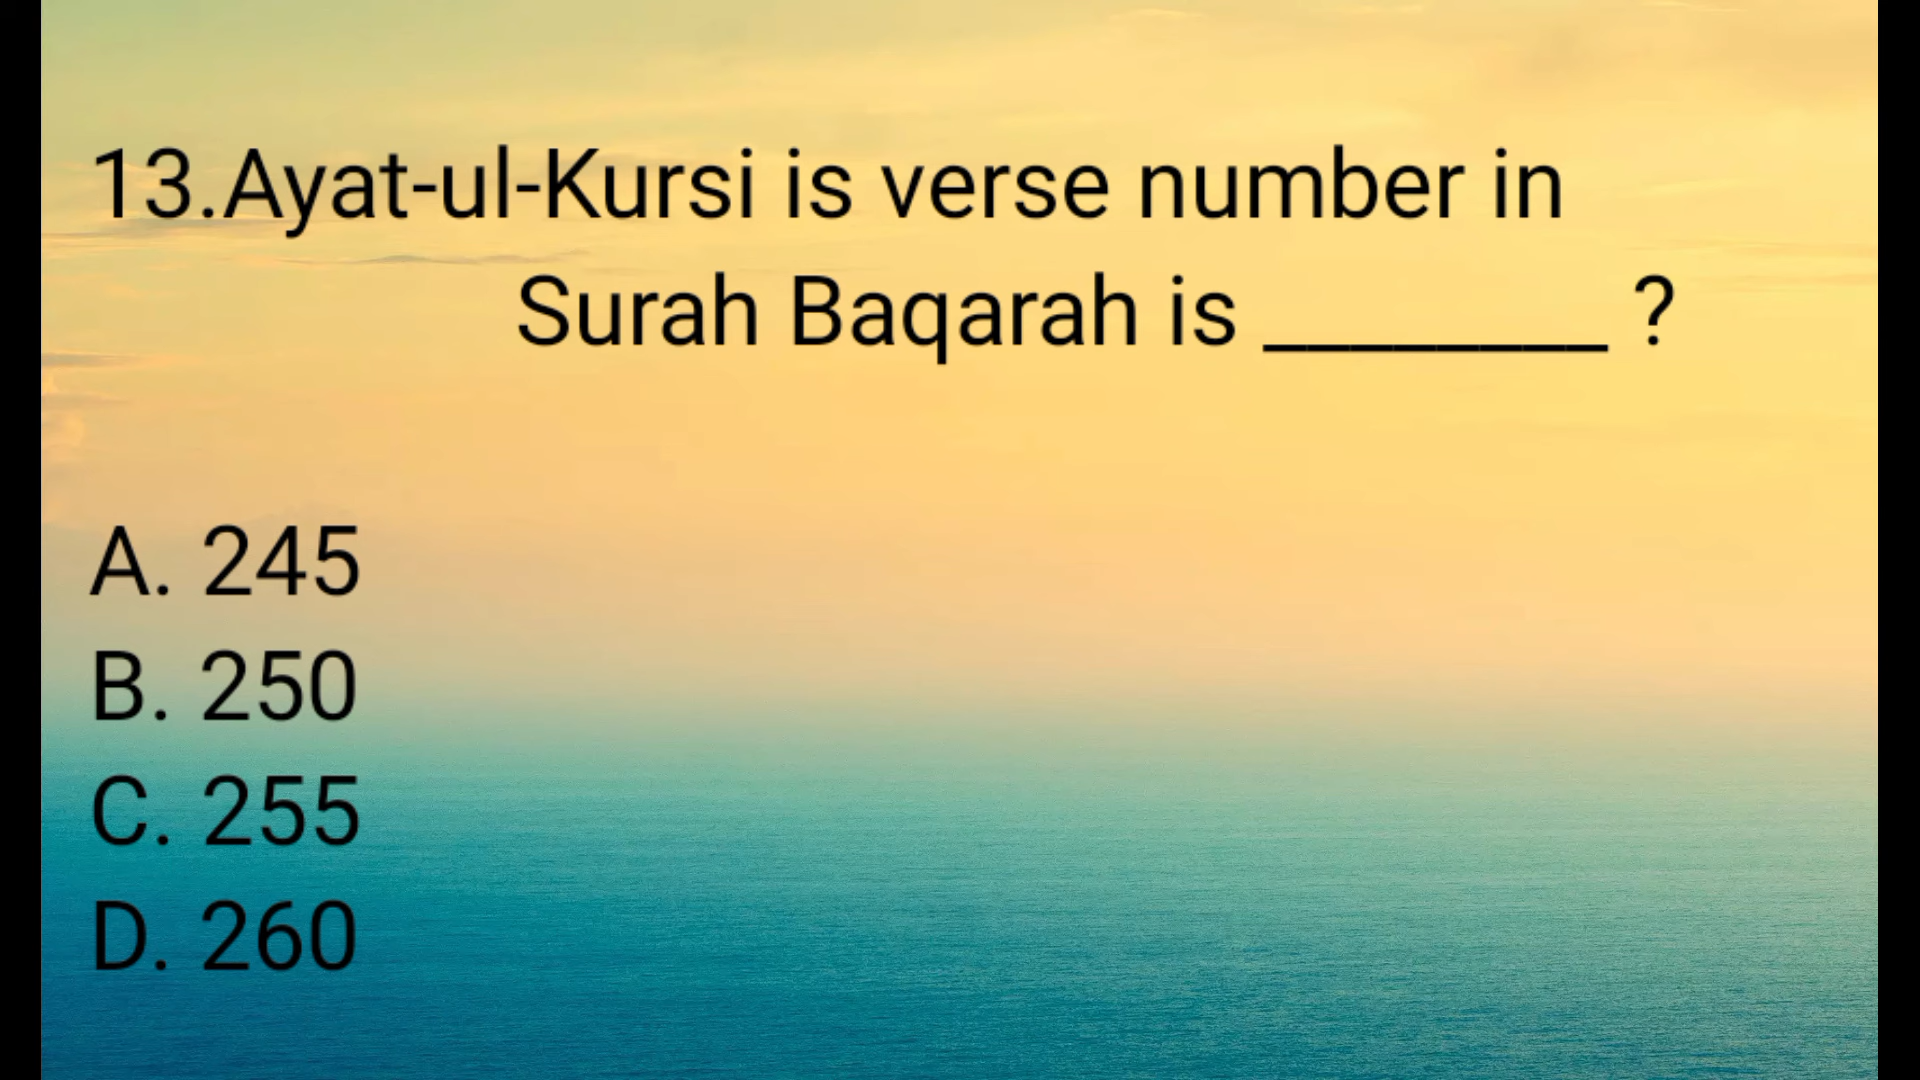 13.Ayat-ul-Kursi is verse number in
Surah Baqarah is ________ ?
A. 245
B. 250
C. 255
D. 260